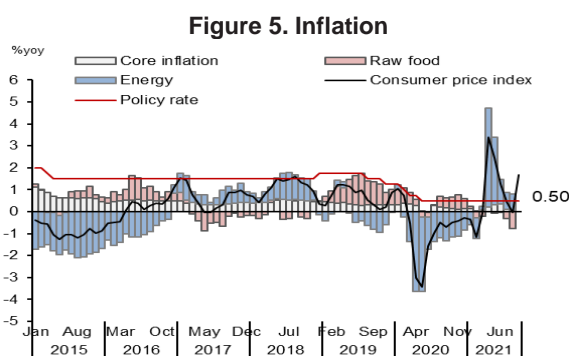 Figure 5. Inflation
%yoy
Core inflation
Raw food
Energy
Consumer price index
Policy rate
6
5
4
3
2
1
0
-1
-2
-3
-4
-5
0.50
Jan Aug Mar Oct May Dec Jul Feb Sep Apr Nov Jun
2015 2016 2017 2018 2019 2020 2021